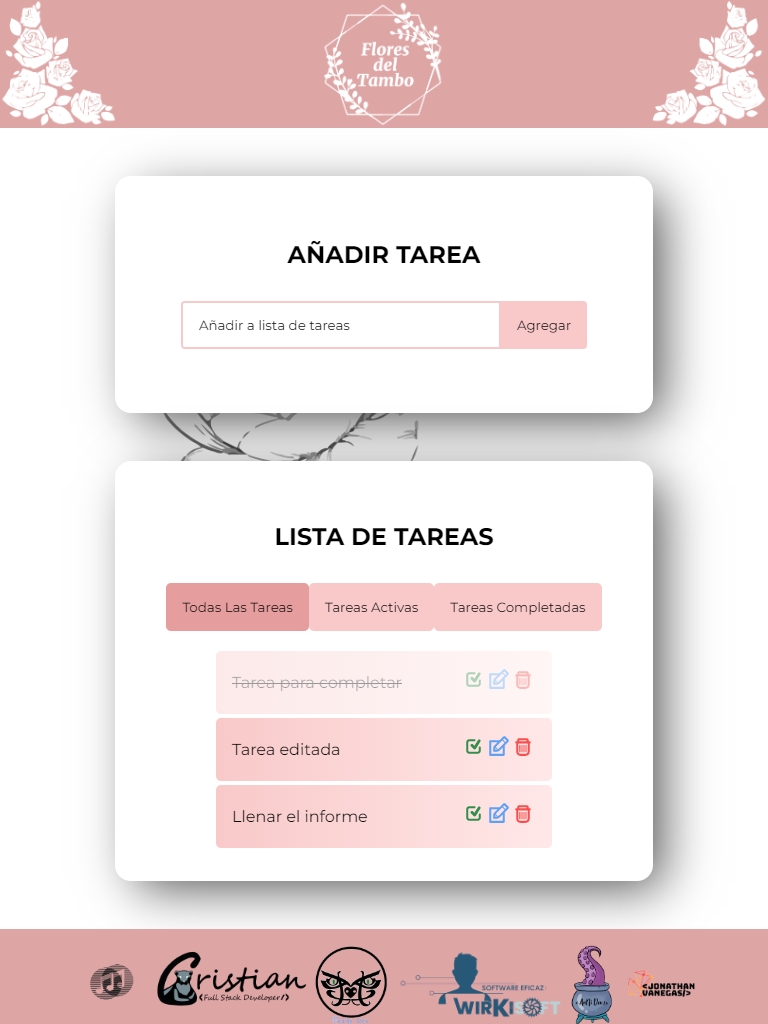 Flores
del
Tambo
AÑADIR TAREA
Añadir a lista de tareas
Agregar
LISTA DE TAREAS
Todas Las Tareas
Tareas Activas
Tareas Completadas
Tarea para completar
Tarea editada
Llenar el informe
Cristian
<Full Stack Developer/>
SOFTWARE EFICAZ
WIRKISOFT
<JONATHAN
VANEGAS/>